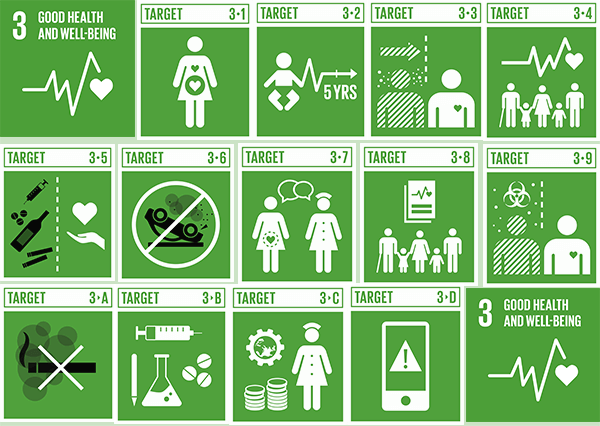 3 GOOD HEALTH
AND WELL-BEING
TARGET 3·1
TARGET 3·2
5 YRS
TARGET 3·3
TARGET 3·4
TARGET 3·5
TARGET 3·6
TARGET 3·7
TARGET 3·8
TARGET 3·9
TARGET 3·A
TARGET 3·B
TARGET 3·C
TARGET 3·D
3 GOOD HEALTH
AND WELL-BEING